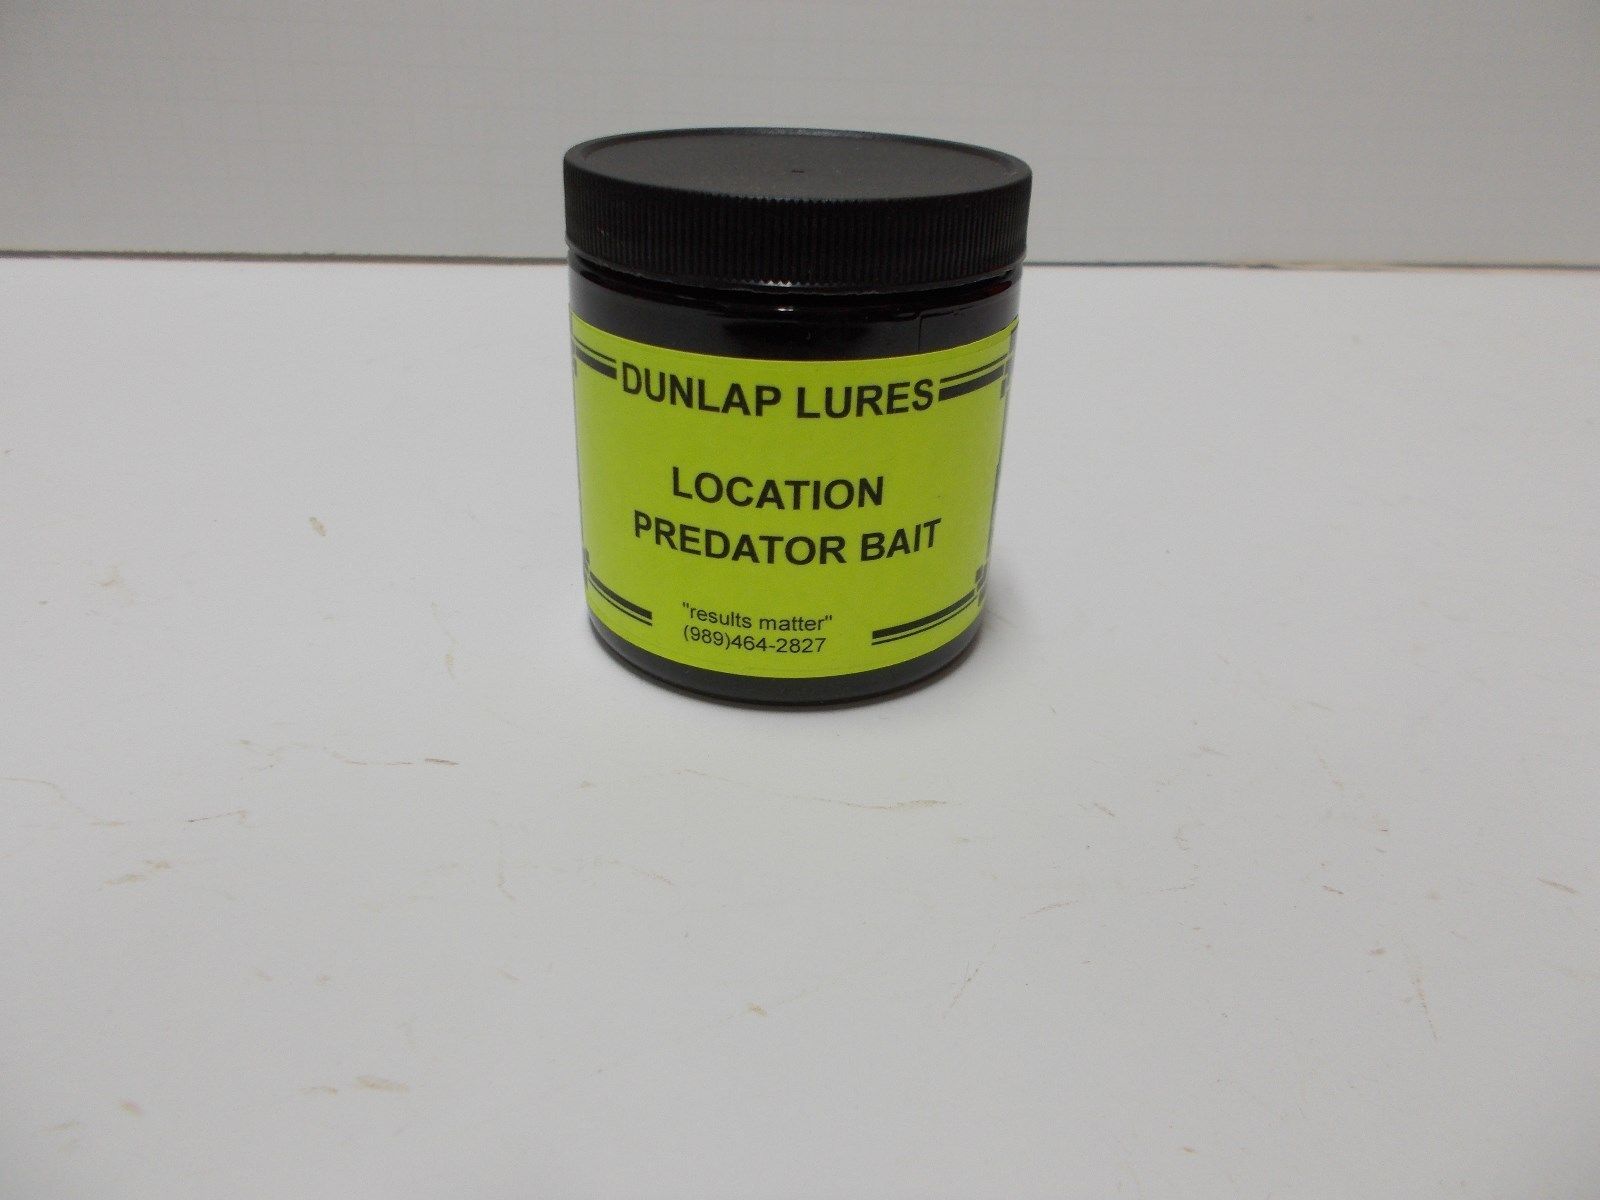 DUNLAP LURES
LOCATION
PREDATOR BAIT
"results matter"
(989)464-2827